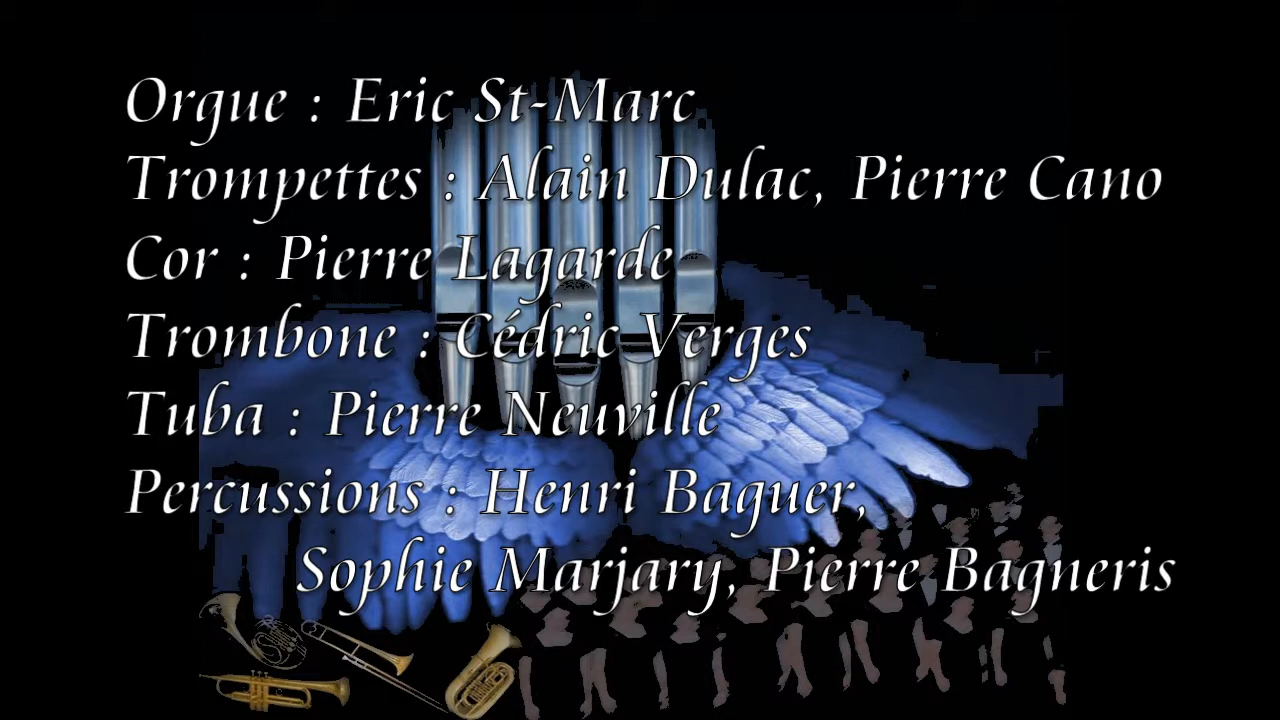 Orgue : Eric St-Marc
Trompettes : Alain Dulac, Pierre Cano
Cor : Pierre Lagarde
Trombone : Cédric Verges
Tuba : Pierre Neuville
Percussions : Henri Baguer,
Sophie Marjary, Pierre Bagneris